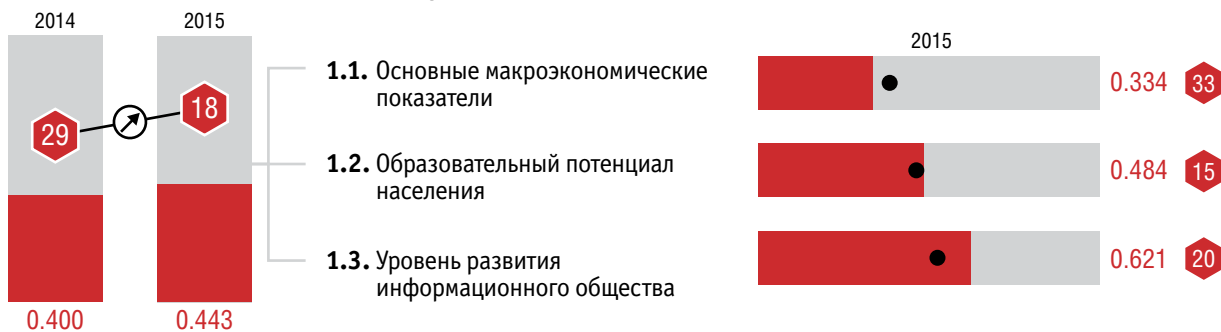 2014
2015
29
18
0.400
0.443
1.1. Основные макроэкономические
показатели
1.2. Образовательный потенциал
населения
1.3. Уровень развития
информационного общества
2015
0.334
33
0.484
15
0.621
20